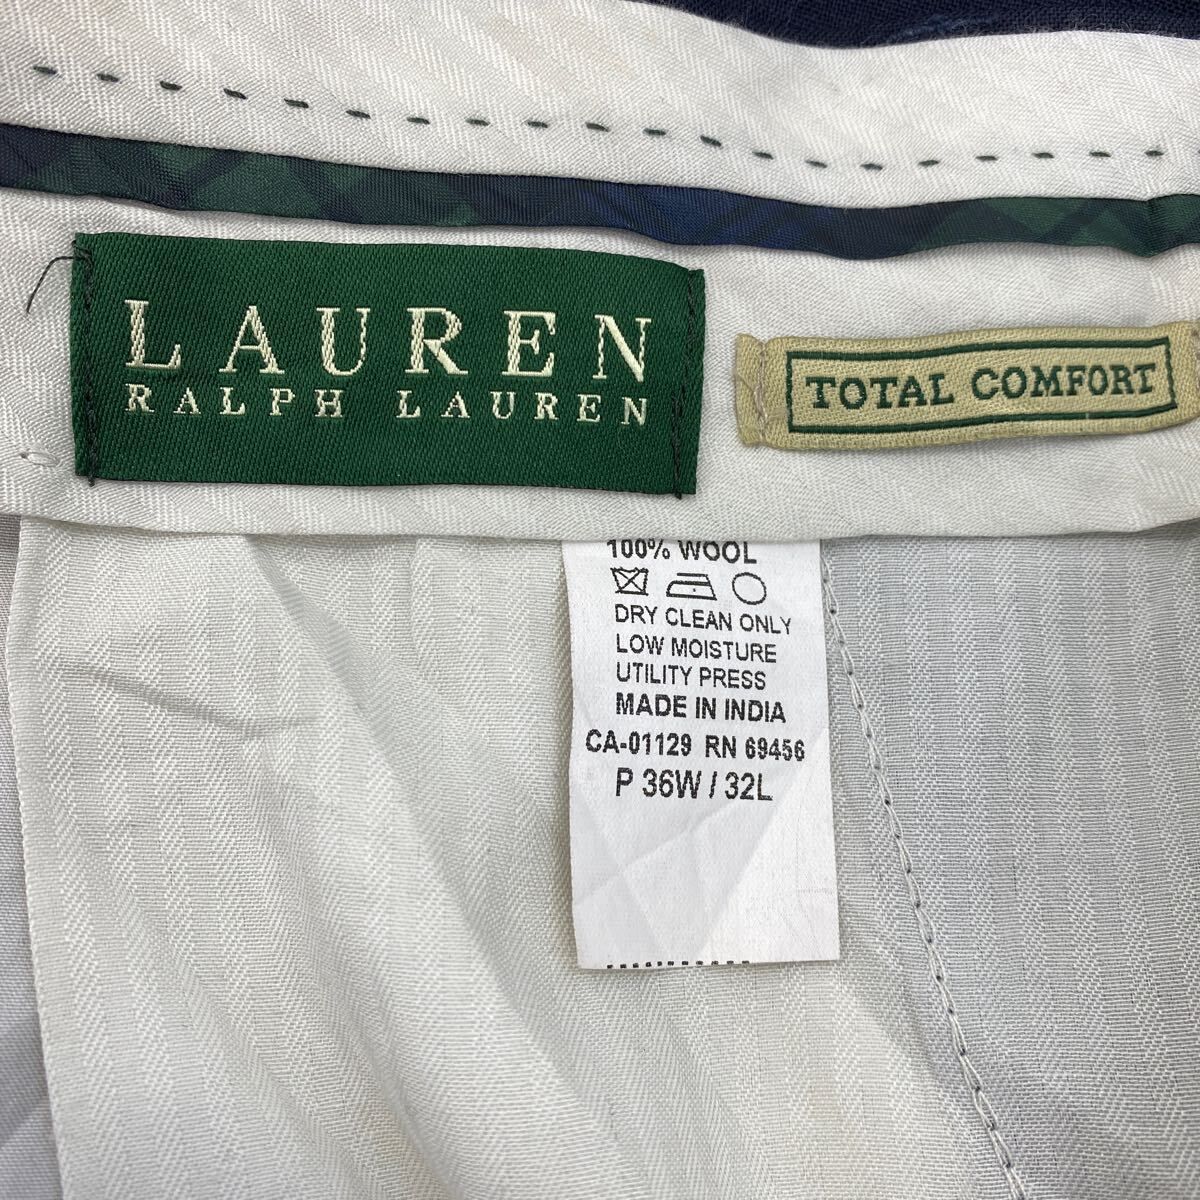 LAUREN
RALPH LAUREN
TOTAL COMFORT
100% WOOL
DRY CLEAN ONLY
LOW MOISTURE
UTILITY PRESS
MADE IN INDIA
CA-01129 RN 69456
P 36W / 32L